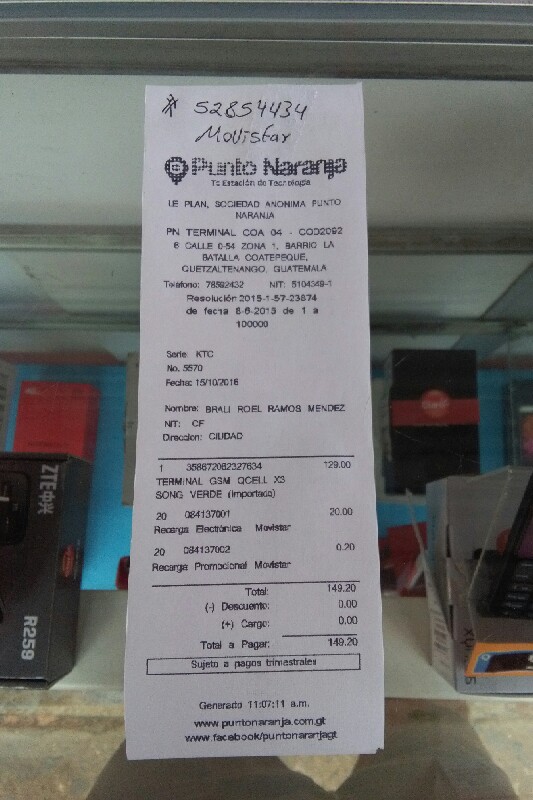 52854434
Movistar
Punto Naranja
Tu Estación de Tecnología
LE PLAN, SOCIEDAD ANONIMA PUNTO
NARANJA
PN TERMINAL COA 04 - COD2092
6 CALLE 0-54 ZONA 1, BARRIO LA
BATALLA COATEPEQUE,
QUETZALTENANGO, GUATEMALA
Teléfono: 78592432 NIT: 5104349-1
Resolución 2015-1-57-23874
de fecha 8-6-2015 de 1 a
100000
Serie: KTC
No. 5570
Fecha: 15/10/2016
Nombre: BRALI ROEL RAMOS MENDEZ
NIT: CF
Direccion: CIUDAD
1 358872062327634 129.00
TERMINAL GSM QCELL X3
SONG VERDE (Importada)
20 084137001 20.00
Recarga Electrónica Movistar
20 084137002 0.20
Recarga Promocional Movistar
Total: 149.20
(-) Descuento: 0.00
(+) Cargo: 0.00
Total a Pagar: 149.20
Sujeto a pagos trimestrales
Generado 11:07:11 a.m.
www.puntonaranja.com.gt
www.facebook/puntonaranjagt
ZTE中兴
R259